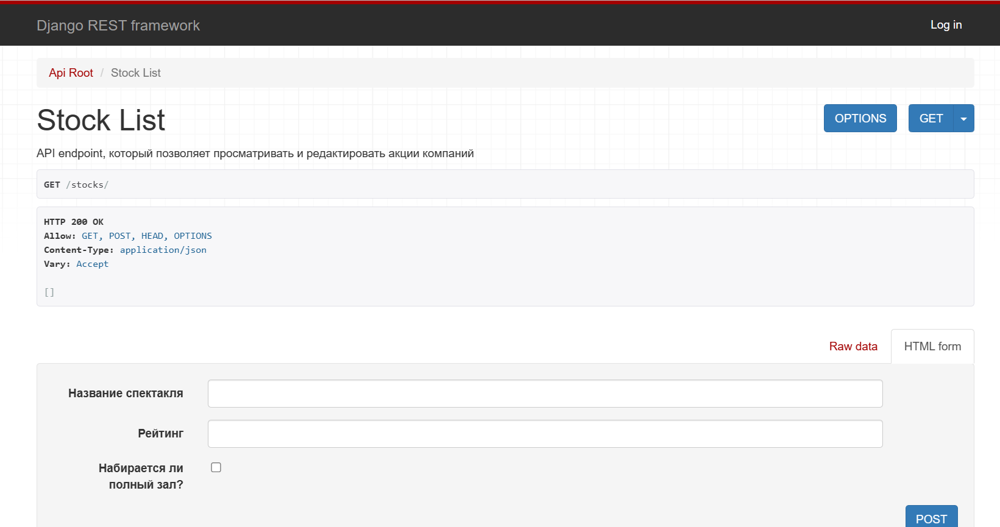 Django REST framework
Log in
Api Root / Stock List
Stock List
OPTIONS
GET
API endpoint, который позволяет просматривать и редактировать акции компаний
GET /stocks/
HTTP 200 OK
Allow: GET, POST, HEAD, OPTIONS
Content-Type: application/json
Vary: Accept
[]
Raw data
HTML form
Название спектакля
Рейтинг
Набирается ли
полный зал?
POST